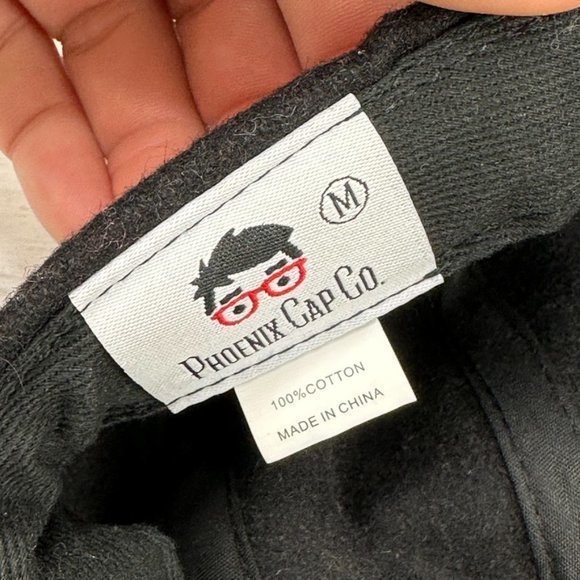 M
PHOENIX CAP CO.
100%COTTON
MADE IN CHINA